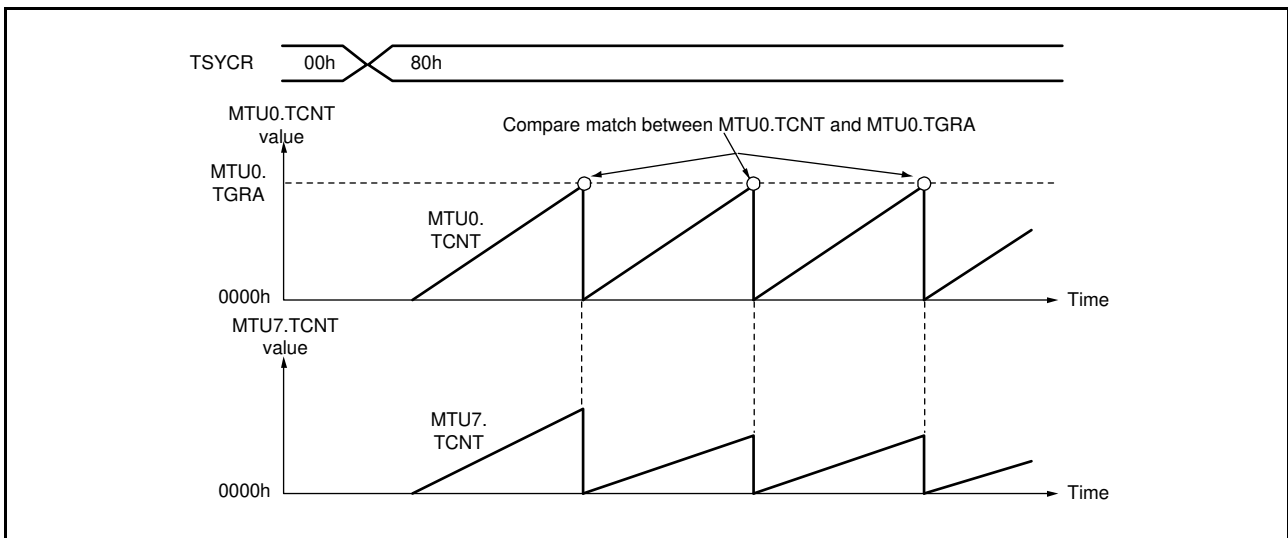 TSYCR 00h 80h
MTU0.TCNT
value
Compare match between MTU0.TCNT and MTU0.TGRA
MTU0.
TGRA
MTU0.
TCNT
0000h
Time
MTU7.TCNT
value
MTU7.
TCNT
0000h
Time